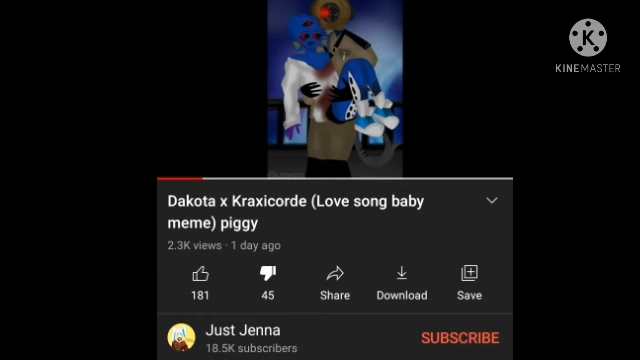 K
KINEMASTER
Dakota x Kraxicorde (Love song baby
meme) piggy
2.3K views · 1 day ago
181
45
Share
Download
Save
Just Jenna
18.5K subscribers
SUBSCRIBE